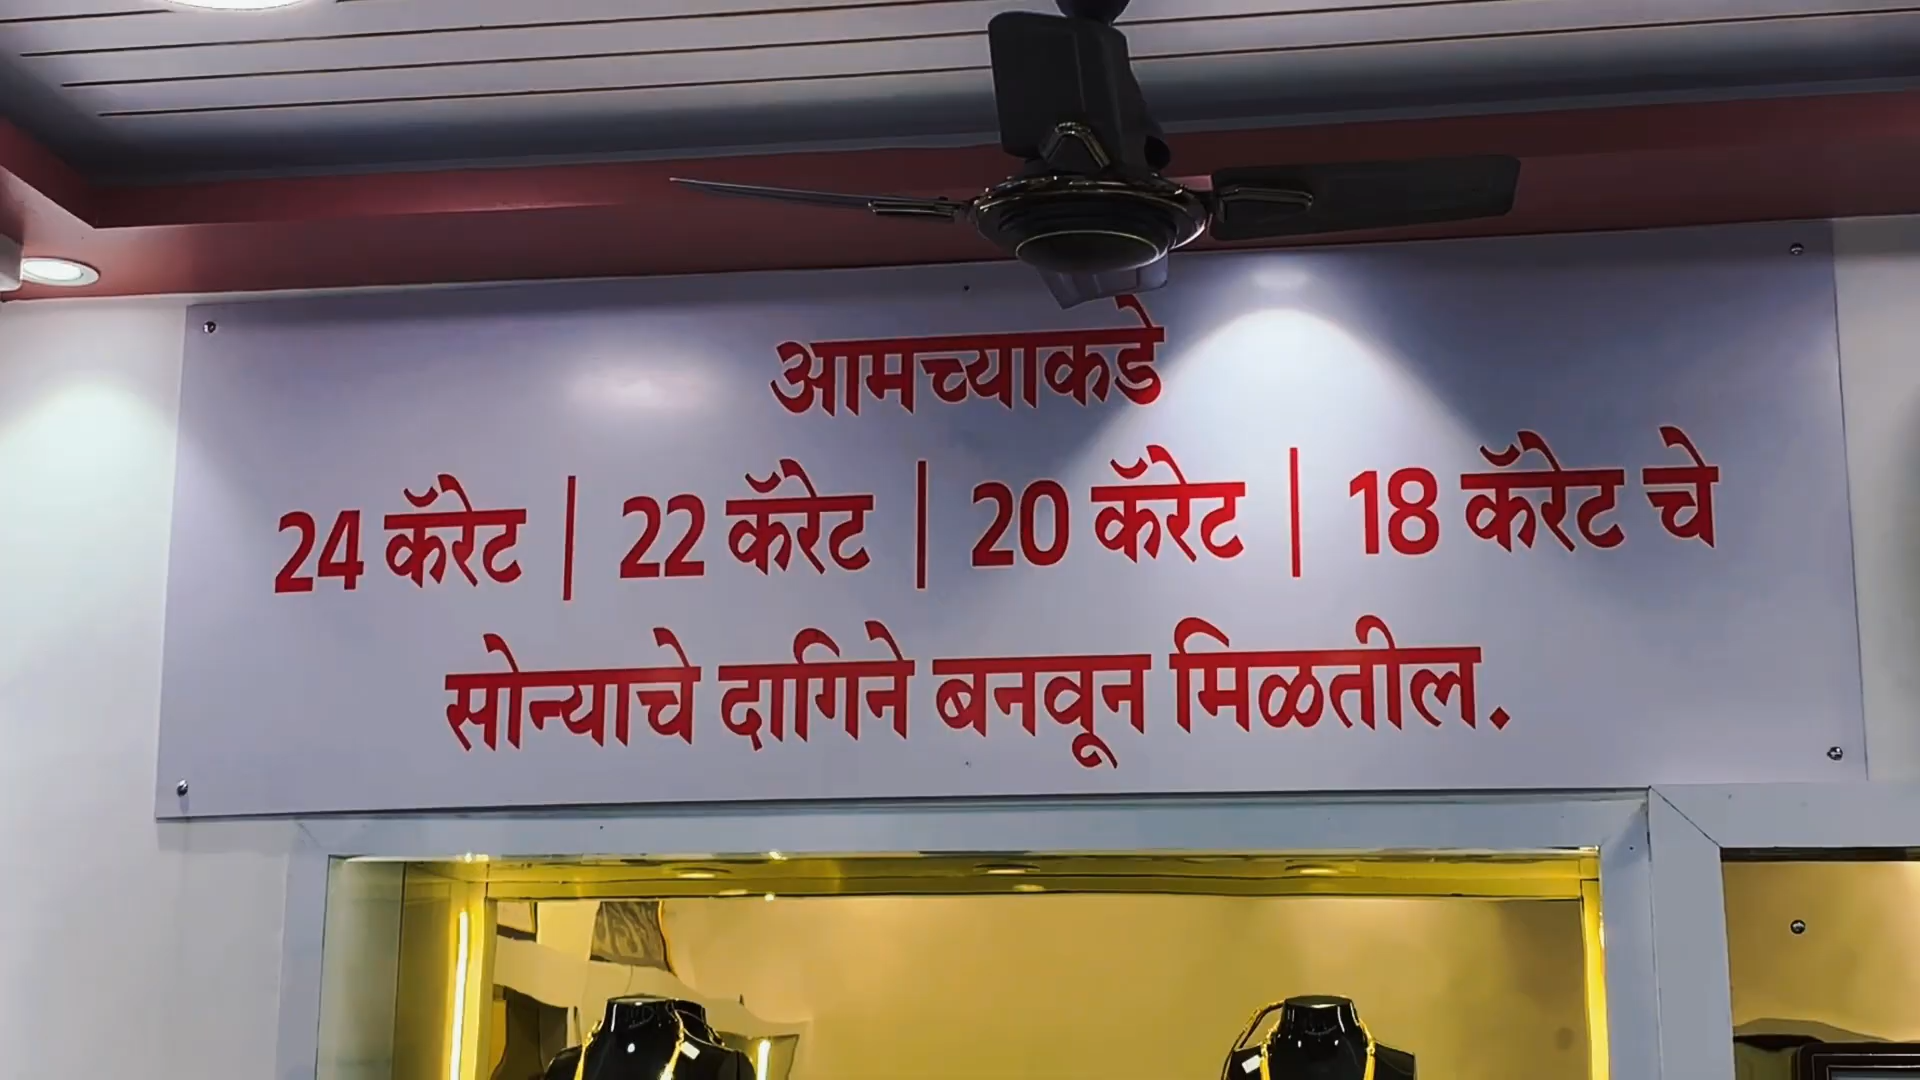 आमच्याकडे
24 कॅरेट | 22 कॅरेट | 20 कॅरेट | 18 कॅरेट चे
सोन्याचे दागिने बनवून मिळतील.